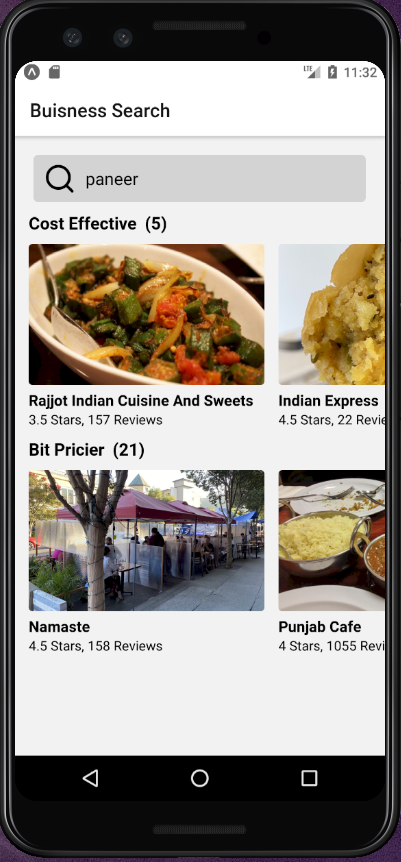 LTE 11:32
Buisness Search
paneer
Cost Effective (5)
Rajjot Indian Cuisine And Sweets Indian Express
3.5 Stars, 157 Reviews 4.5 Stars, 22 Revie
Bit Pricier (21)
Namaste Punjab Cafe
4.5 Stars, 158 Reviews 4 Stars, 1055 Revi